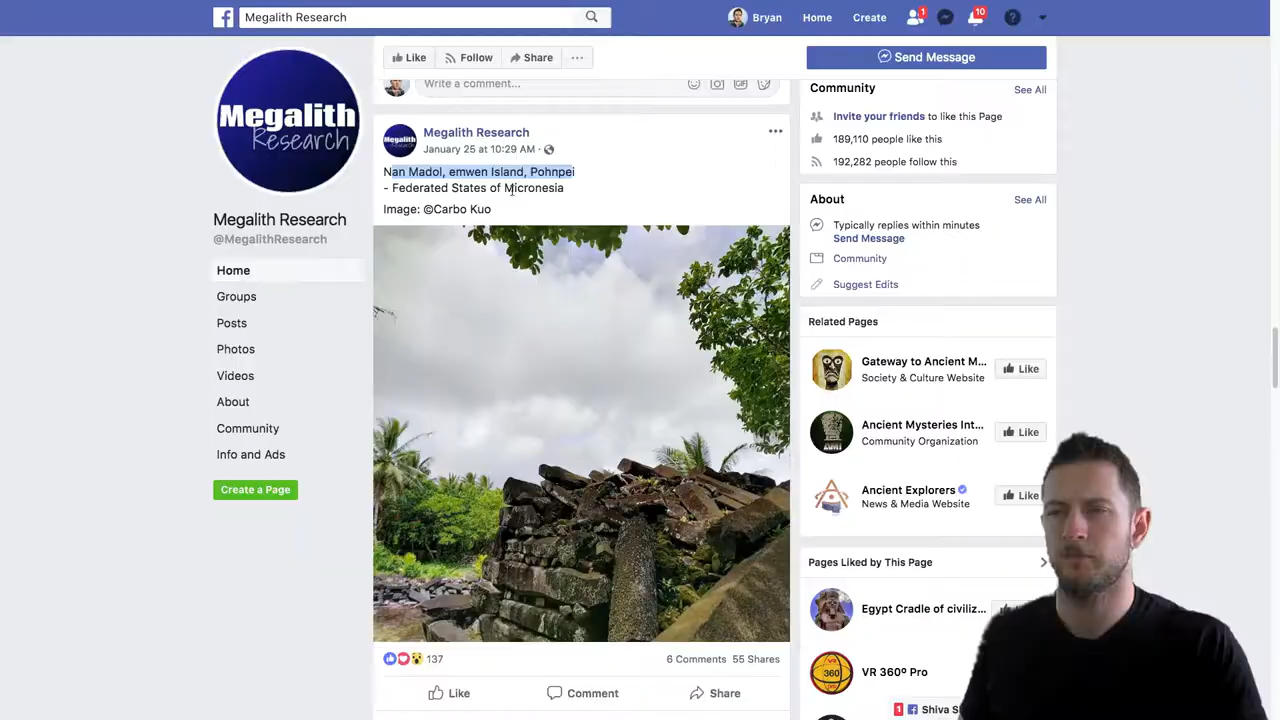 Megalith Research
Bryan
Home
Create
1
10
Like
Follow
Share
Send Message
Megalith
Research
Megalith Research
@MegalithResearch
Home
Groups
Posts
Photos
Videos
About
Community
Info and Ads
Create a Page
Write a comment...
Megalith Research
January 25 at 10:29 AM ·
Nan Madol, emwen Island, Pohnpei
- Federated States of Micronesia
Image: ©Carbo Kuo
137
6 Comments 55 Shares
Like
Comment
Share
Community
See All
Invite your friends to like this Page
189,110 people like this
192,282 people follow this
About
See All
Typically replies within minutes
Send Message
Community
Suggest Edits
Related Pages
Gateway to Ancient M...
Society & Culture Website
Like
Ancient Mysteries Int...
Community Organization
Like
Ancient Explorers
News & Media Website
Like
Pages Liked by This Page
Egypt Cradle of civiliz...
VR 360º Pro
1
Shiva S